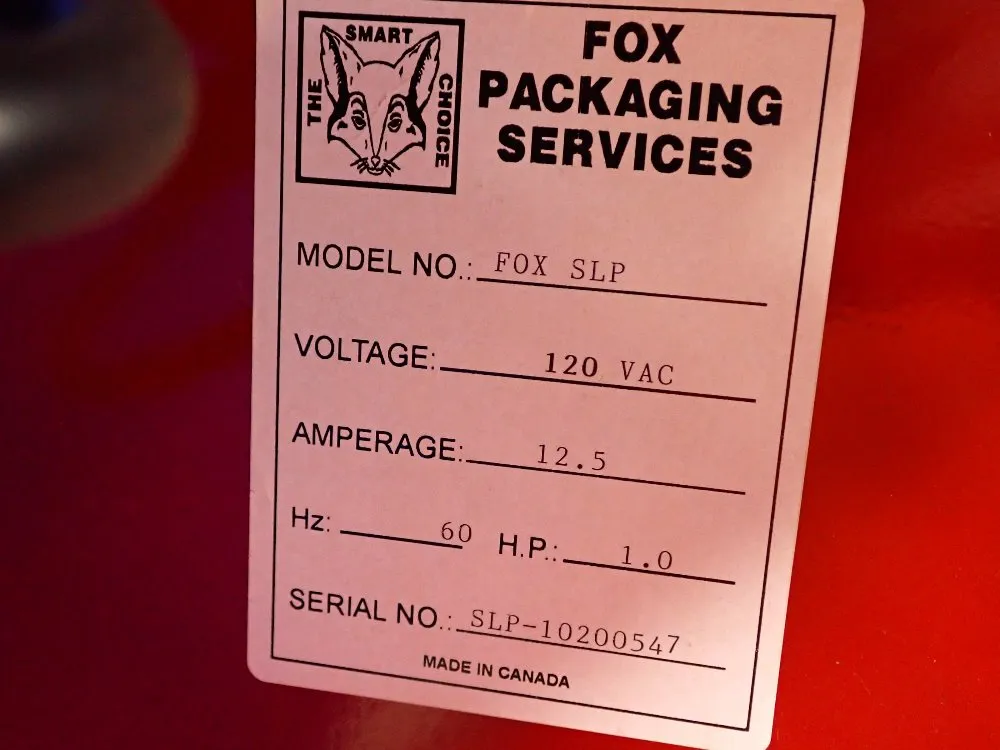 THE SMART CHOICE
FOX
PACKAGING
SERVICES
MODEL NO.: FOX SLP
VOLTAGE: 120 VAC
AMPERAGE: 12.5
Hz: 60 H.P.: 1.0
SERIAL NO.: SLP-10200547
MADE IN CANADA